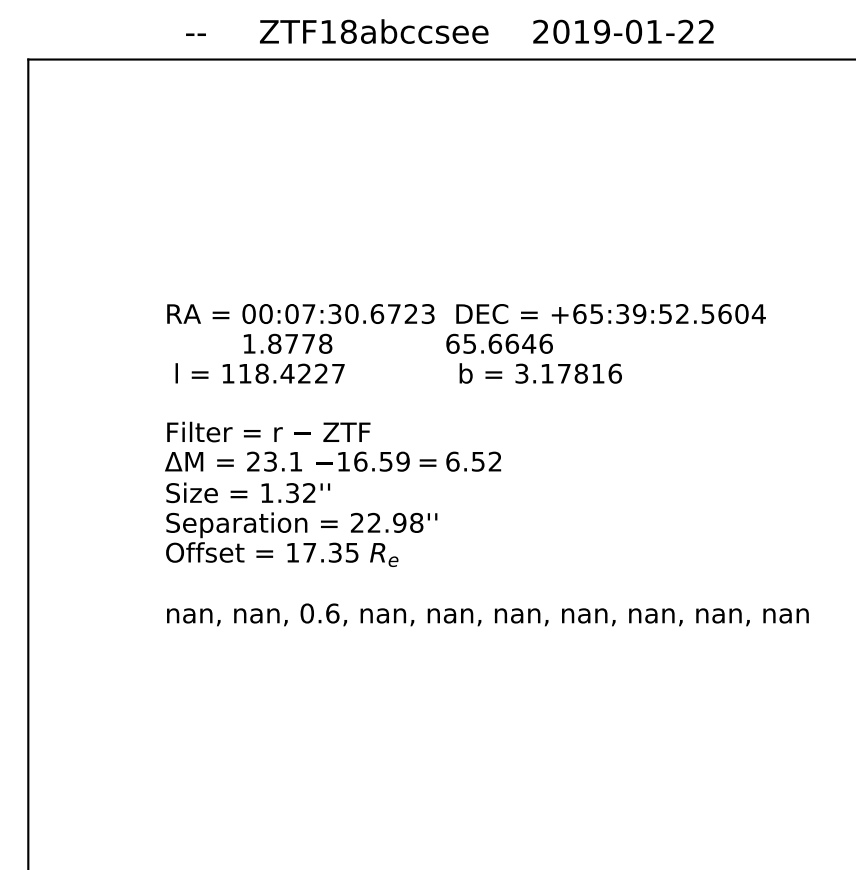 -- ZTF18abccsee 2019-01-22
RA = 00:07:30.6723 DEC = +65:39:52.5604
1.8778 65.6646
l = 118.4227 b = 3.17816
Filter = r − ZTF
ΔM = 23.1 −16.59 = 6.52
Size = 1.32''
Separation = 22.98''
Offset = 17.35 Rₑ
nan, nan, 0.6, nan, nan, nan, nan, nan, nan, nan